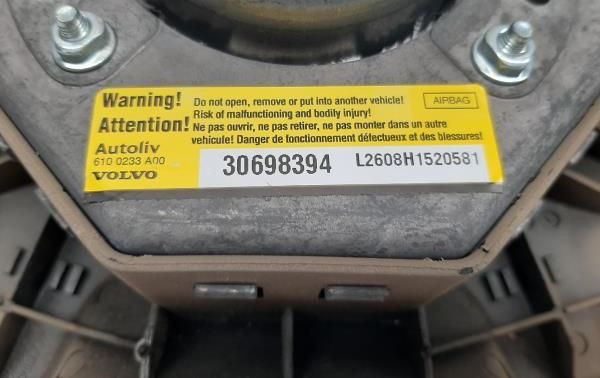 Warning! Do not open, remove or put into another vehicle! AIRBAG
Risk of malfunctioning and bodily injury!
Attention! Ne pas ouvrir, ne pas retirer, ne pas monter dans un autre
vehicule! Danger de fonctionnement défectueux et des blessures!
Autoliv
610 0233 A00
VOLVO
30698394 L2608H1520581